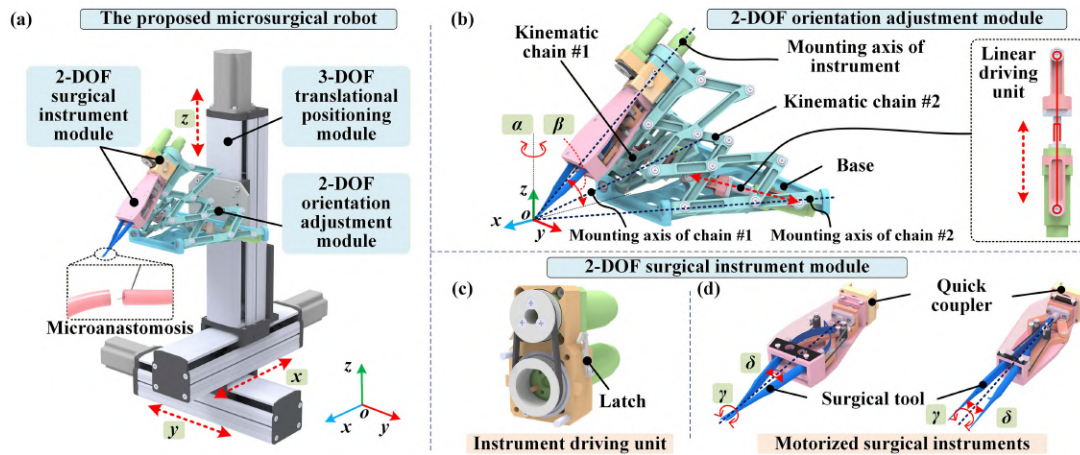 (a)
The proposed microsurgical robot
2-DOF
surgical
instrument
module
3-DOF
translational
positioning
module
z
2-DOF
orientation
adjustment
module
Microanastomosis
x
y
z
o
x
y
(b)
2-DOF orientation adjustment module
Kinematic
chain #1
Mounting axis of
instrument
Linear
driving
unit
Kinematic chain #2
α
β
Base
z
o
x
y
Mounting axis of chain #1
Mounting axis of chain #2
2-DOF surgical instrument module
(c)
Latch
Instrument driving unit
(d)
Quick
coupler
δ
γ
Surgical tool
γ
δ
Motorized surgical instruments